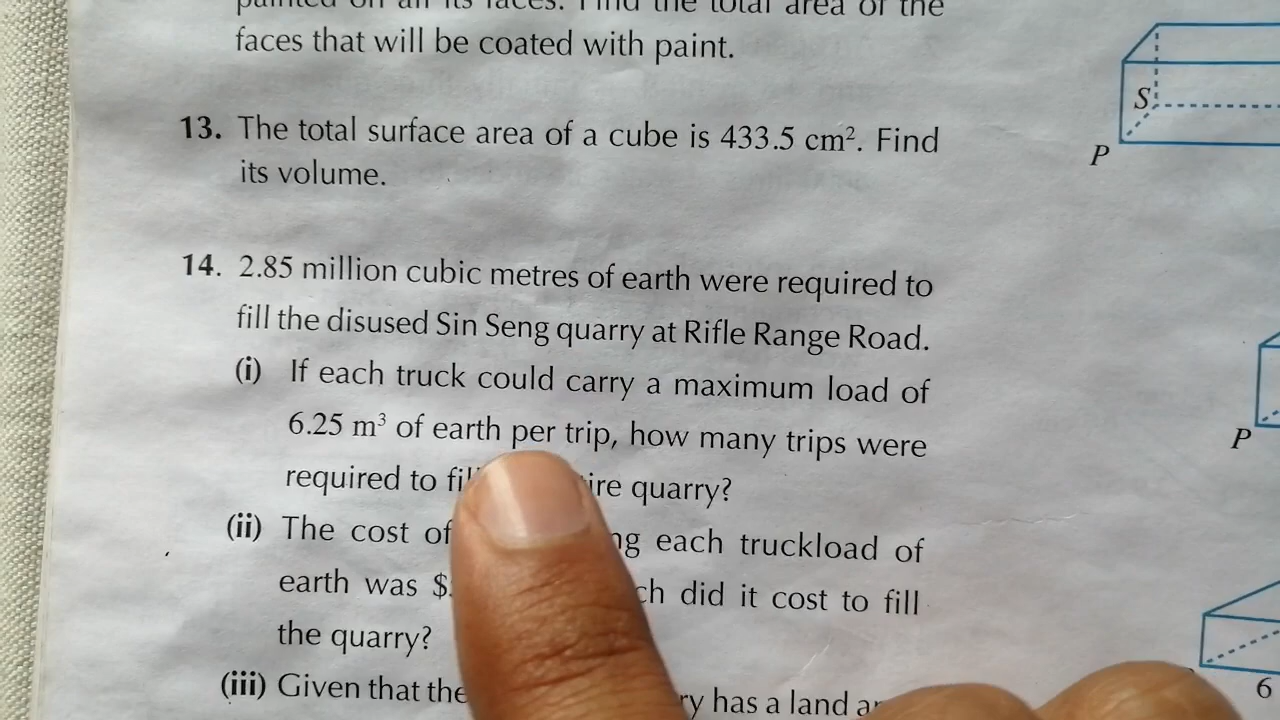 faces that will be coated with paint.
13. The total surface area of a cube is 433.5 cm². Find
its volume.
14. 2.85 million cubic metres of earth were required to
fill the disused Sin Seng quarry at Rifle Range Road.
(i) If each truck could carry a maximum load of
6.25 m³ of earth per trip, how many trips were
required to quarry?
(ii) The cost of each truckload of
earth was $ did it cost to fill
the quarry?
(iii) Given that the has a land
S
P
P
6